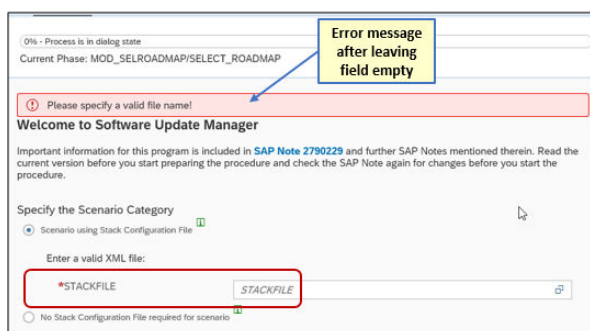 0% - Process is in dialog state
Current Phase: MOD_SELROADMAP/SELECT_ROADMAP
Error message
after leaving
field empty
Please specify a valid file name!
Welcome to Software Update Manager
Important information for this program is included in SAP Note 2790229 and further SAP Notes mentioned therein. Read the
current version before you start preparing the procedure and check the SAP Note again for changes before you start the
procedure.
Specify the Scenario Category
Scenario using Stack Configuration File
Enter a valid XML file:
*STACKFILE STACKFILE
No Stack Configuration File required for scenario